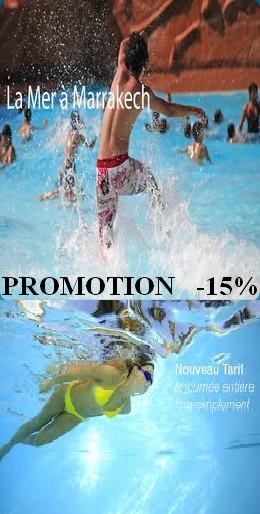 La Mer à Marrakech
PROMOTION -15%
Nouveau Tarif
la journée entière
tout simplement